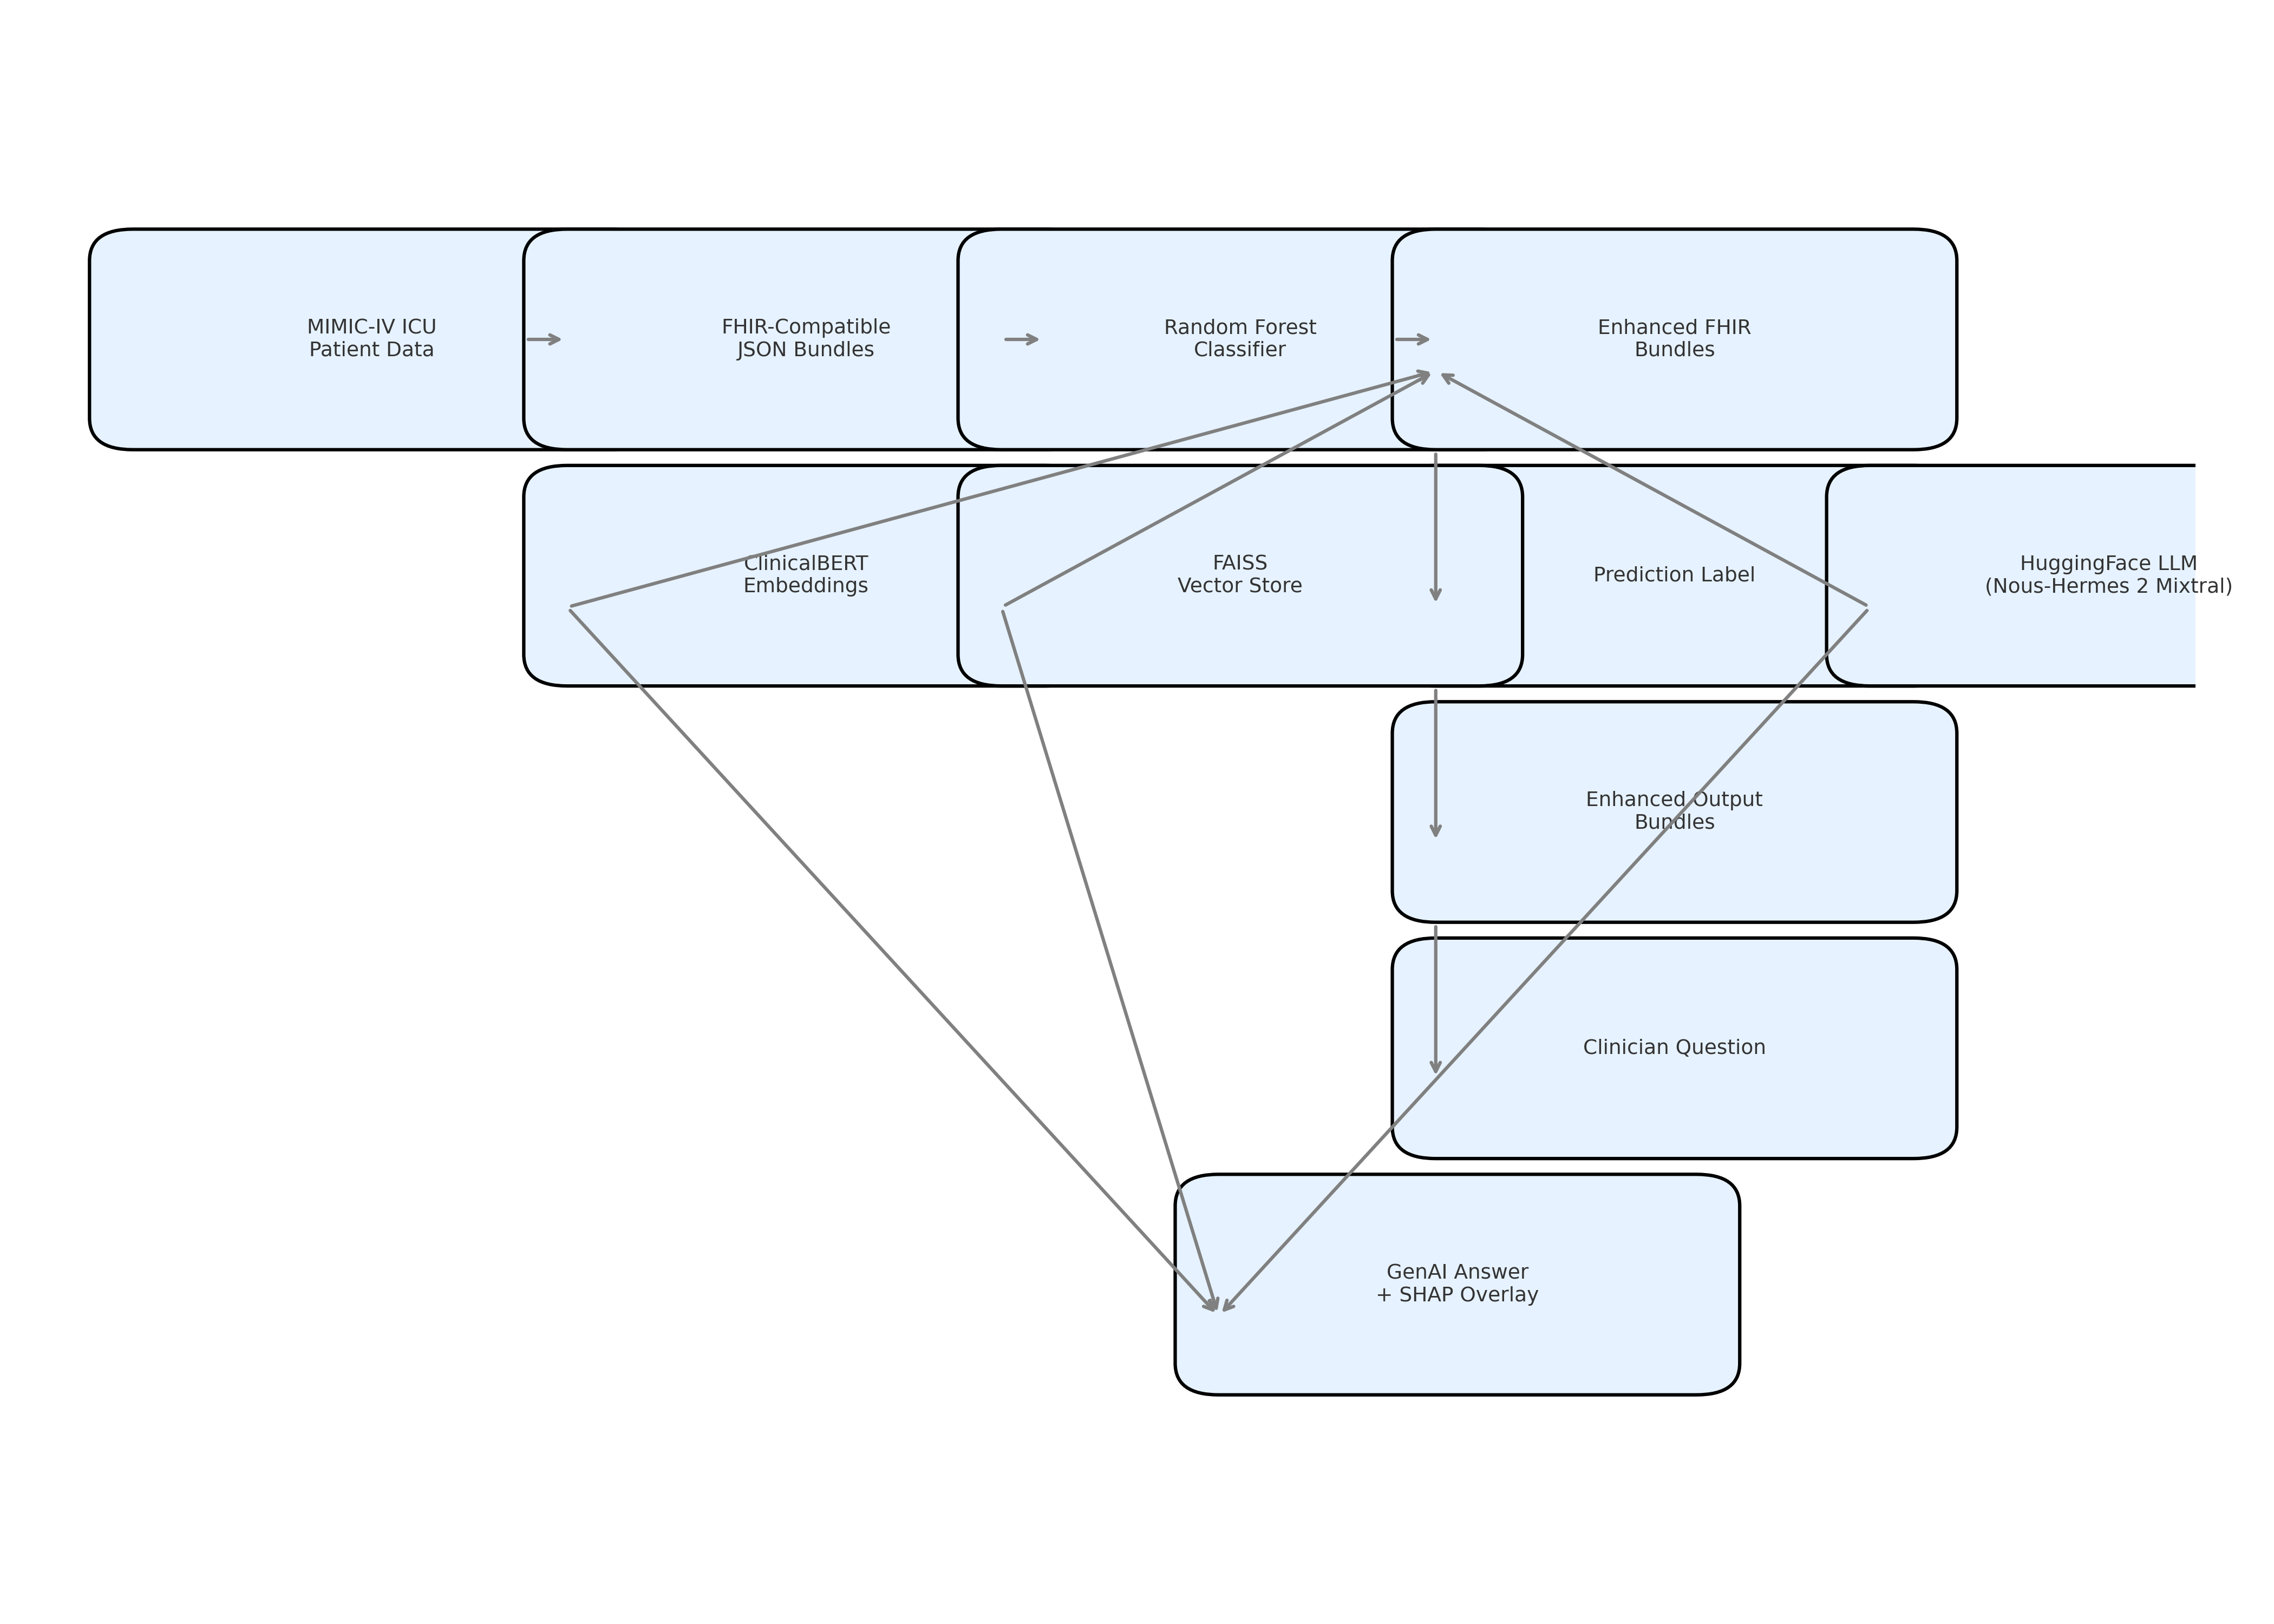 MIMIC-IV ICU
Patient Data
FHIR-Compatible
JSON Bundles
Random Forest
Classifier
Enhanced FHIR
Bundles
ClinicalBERT
Embeddings
FAISS
Vector Store
Prediction Label
HuggingFace LLM
(Nous-Hermes 2 Mixtral)
Enhanced Output
Bundles
Clinician Question
GenAI Answer
+ SHAP Overlay